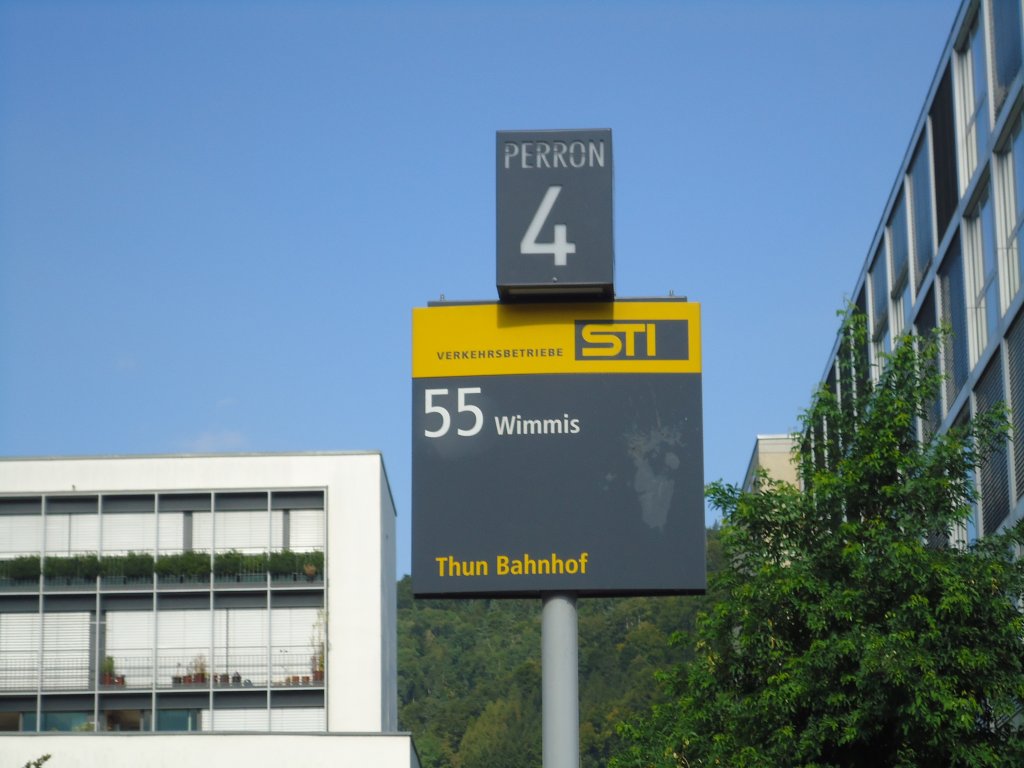 PERRON
4
VERKEHRSBETRIEBE STI
55 Wimmis
Thun Bahnhof